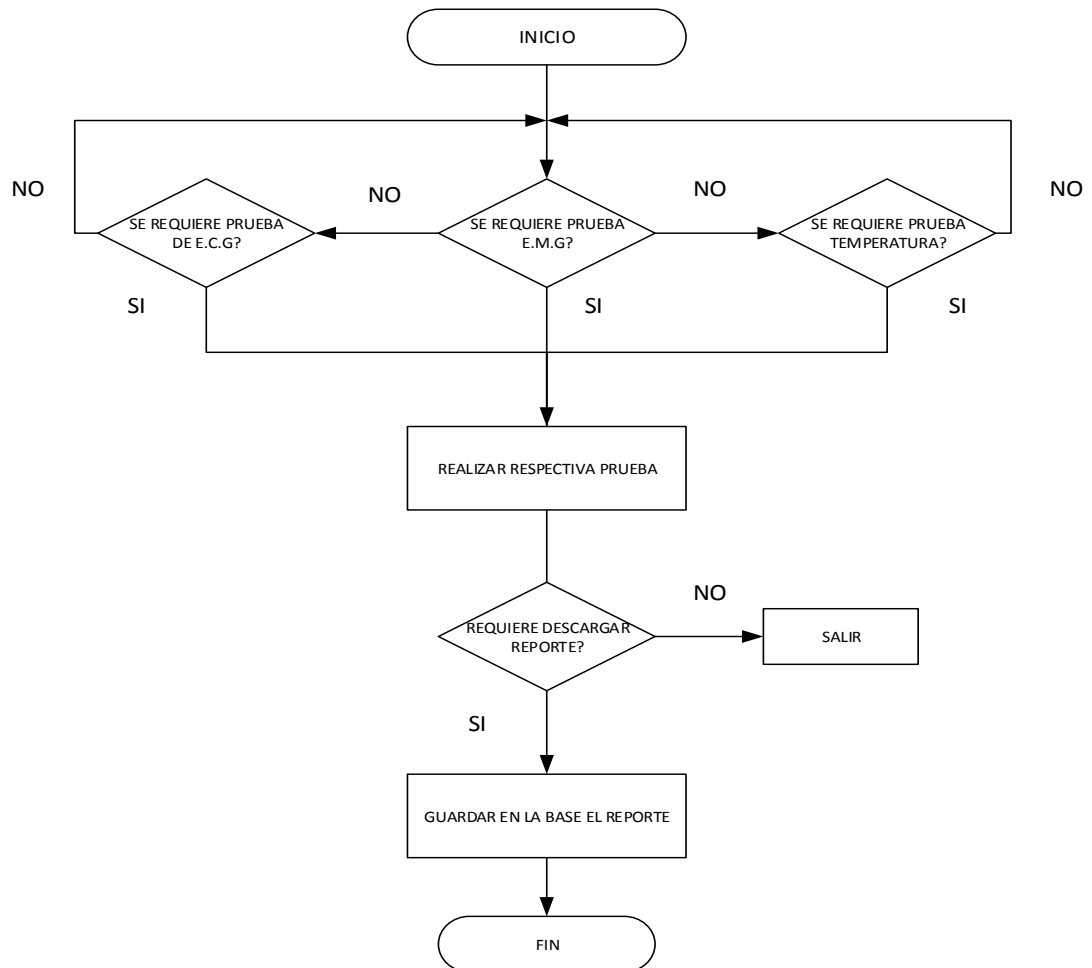 INICIO
NO
NO
NO
NO
SE REQUIERE PRUEBA
DE E.C.G?
SE REQUIERE PRUEBA
E.M.G?
SE REQUIERE PRUEBA
TEMPERATURA?
SI
SI
SI
REALIZAR RESPECTIVA PRUEBA
NO
REQUIERE DESCARGAR
REPORTE?
SALIR
SI
GUARDAR EN LA BASE EL REPORTE
FIN